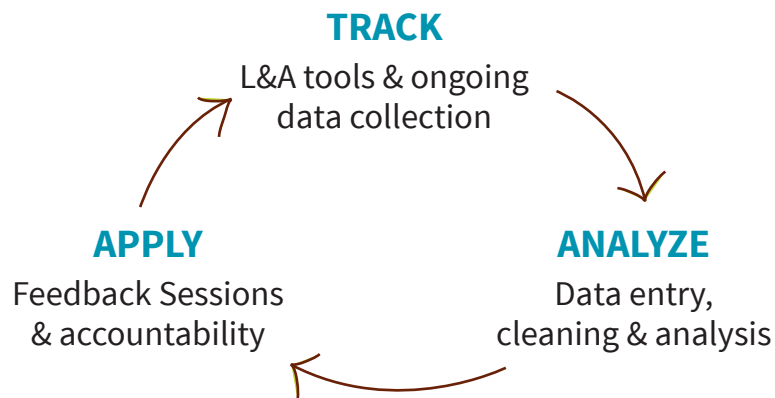 TRACK
L&A tools & ongoing
data collection
APPLY
Feedback Sessions
& accountability
ANALYZE
Data entry,
cleaning & analysis